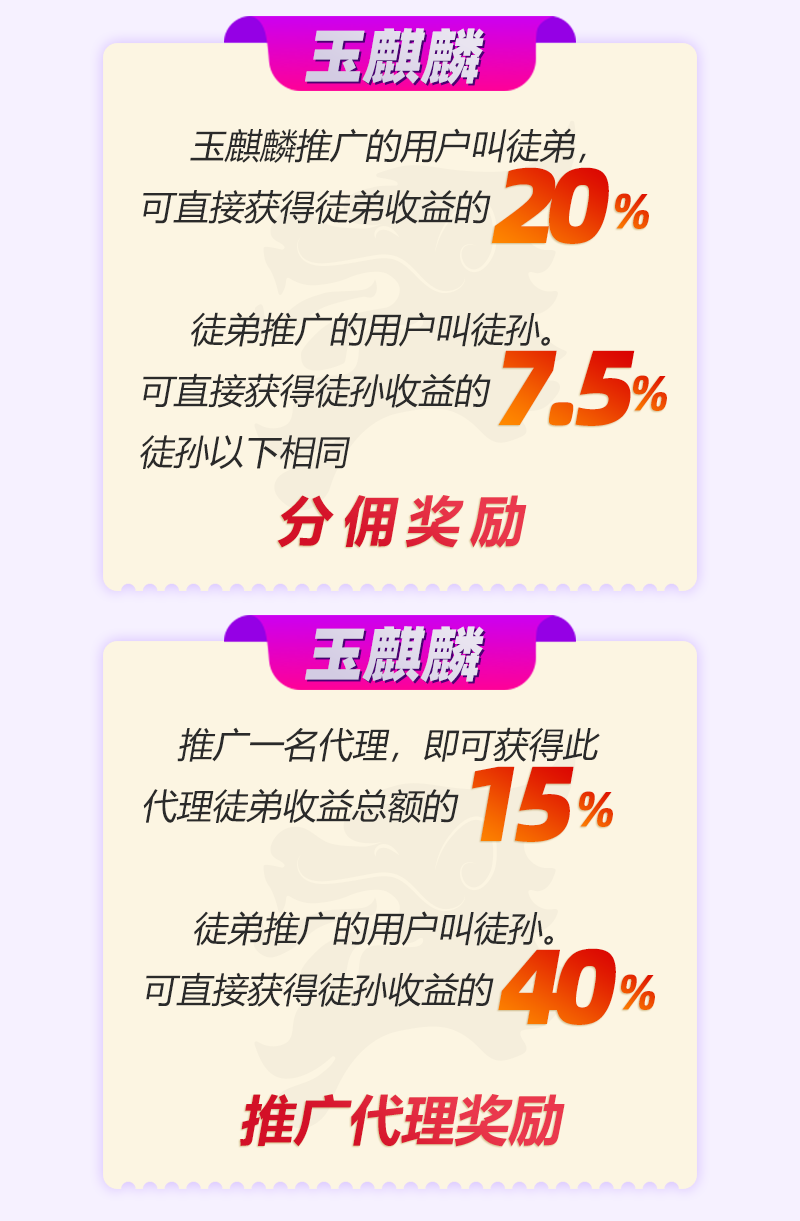 玉麒麟
玉麒麟推广的用户叫徒弟，
可直接获得徒弟收益的20%
徒弟推广的用户叫徒孙。
可直接获得徒孙收益的7.5%
徒孙以下相同
分佣奖励
玉麒麟
推广一名代理，即可获得此
代理徒弟收益总额的15%
徒弟推广的用户叫徒孙。
可直接获得徒孙收益的40%
推广代理奖励